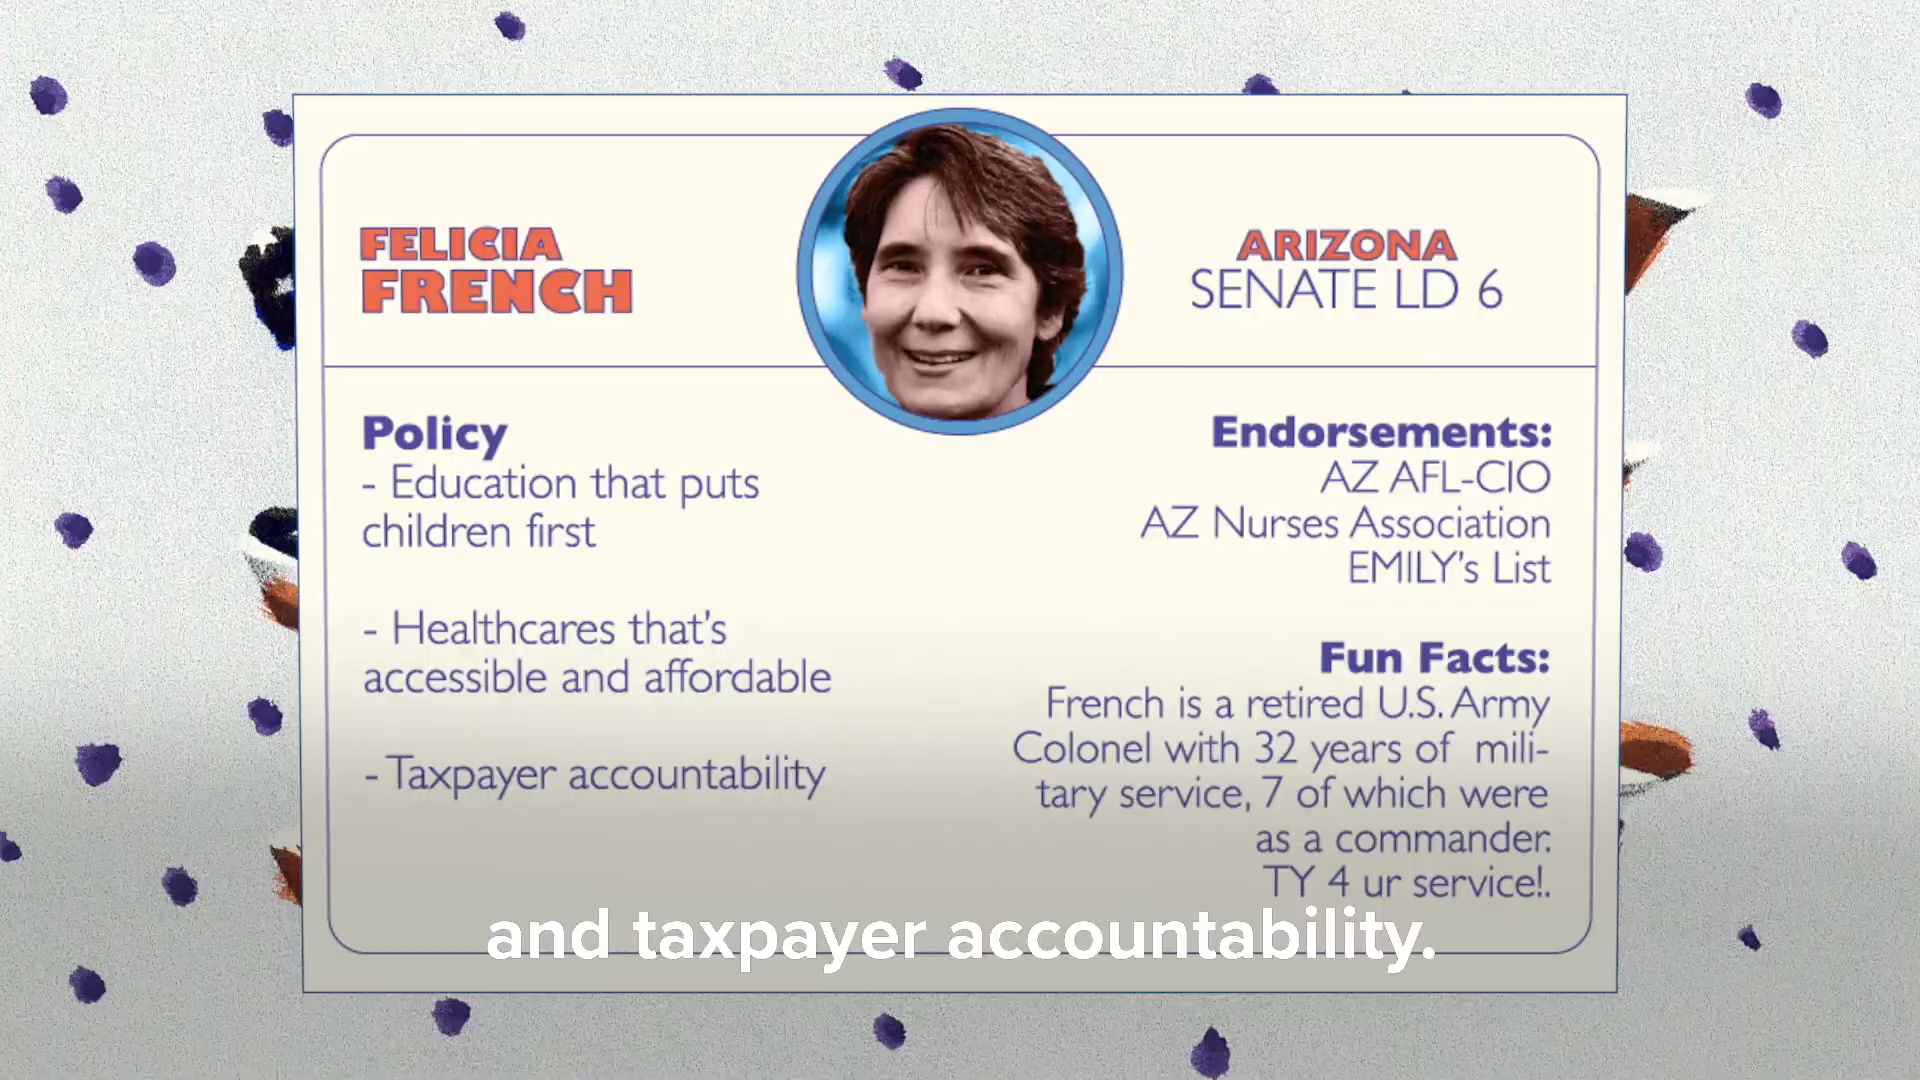 FELICIA
FRENCH
ARIZONA
SENATE LD 6
Policy
- Education that puts
children first
- Healthcares that's
accessible and affordable
- Taxpayer accountability
Endorsements:
AZ AFL-CIO
AZ Nurses Association
EMILY's List
Fun Facts:
French is a retired U.S. Army
Colonel with 32 years of mili-
tary service, 7 of which were
as a commander.
TY 4 ur service!.
and taxpayer accountability.